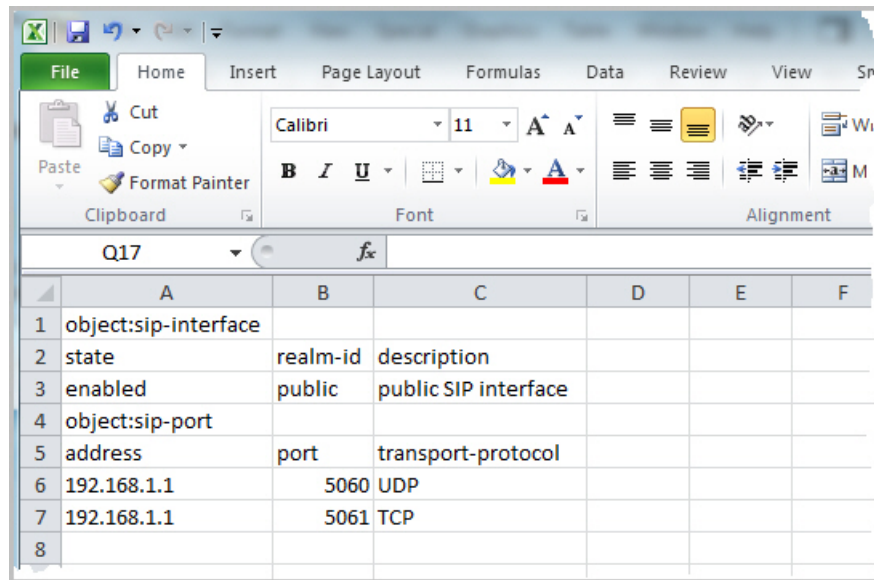 File Home Insert Page Layout Formulas Data Review View
Cut
Calibri 11 A A
Copy
Paste
B I U A
Format Painter
Clipboard Font Alignment
Q17 fx
A B C D E F
1 object:sip-interface
2 state realm-id description
3 enabled public public SIP interface
4 object:sip-port
5 address port transport-protocol
6 192.168.1.1 5060 UDP
7 192.168.1.1 5061 TCP
8